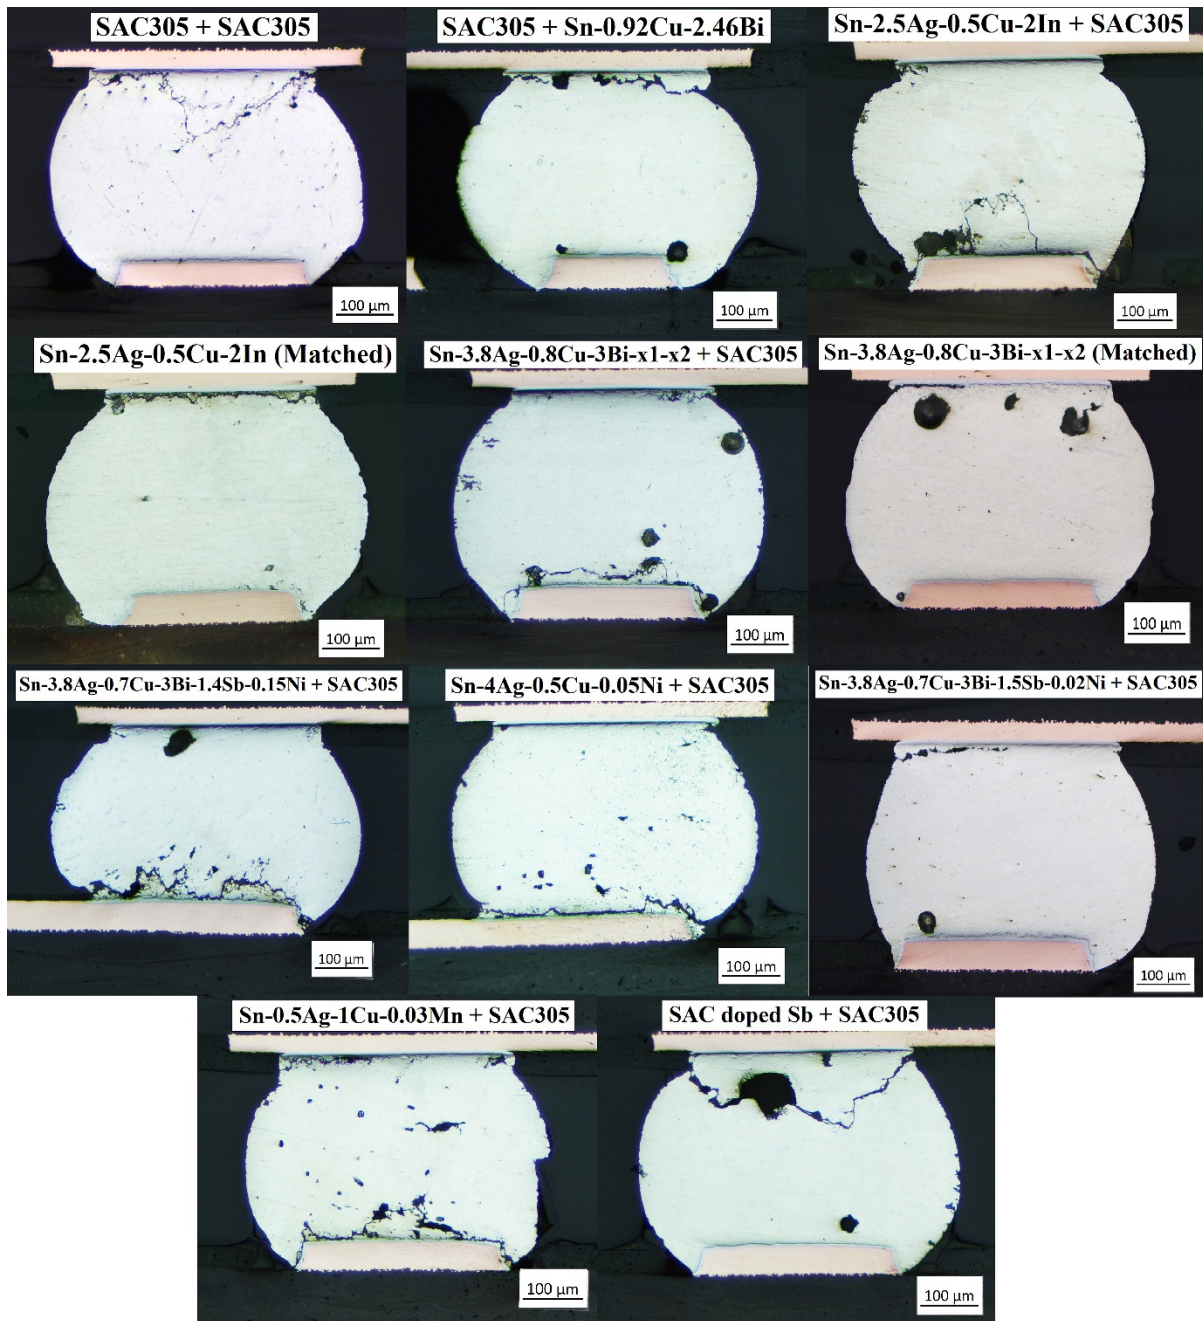 SAC305 + SAC305
SAC305 + Sn-0.92Cu-2.46Bi
Sn-2.5Ag-0.5Cu-2In + SAC305
100 µm
100 µm
100 µm
Sn-2.5Ag-0.5Cu-2In (Matched)
Sn-3.8Ag-0.8Cu-3Bi-x1-x2 + SAC305
Sn-3.8Ag-0.8Cu-3Bi-x1-x2 (Matched)
100 µm
100 µm
100 µm
Sn-3.8Ag-0.7Cu-3Bi-1.4Sb-0.15Ni + SAC305
Sn-4Ag-0.5Cu-0.05Ni + SAC305
Sn-3.8Ag-0.7Cu-3Bi-1.5Sb-0.02Ni + SAC305
100 µm
100 µm
100 µm
Sn-0.5Ag-1Cu-0.03Mn + SAC305
SAC doped Sb + SAC305
100 µm
100 µm